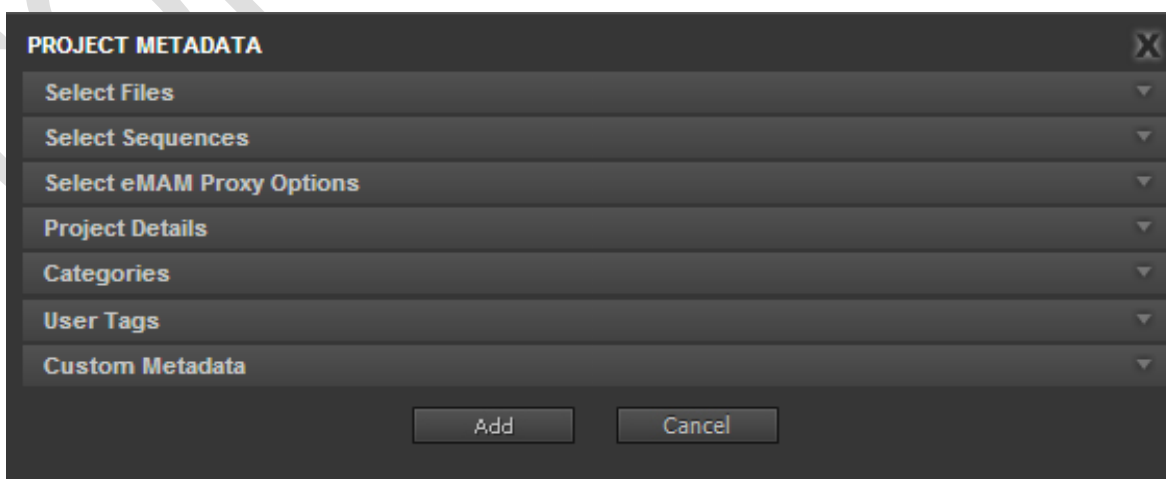 PROJECT METADATA X
Select Files
Select Sequences
Select eMAM Proxy Options
Project Details
Categories
User Tags
Custom Metadata
Add Cancel